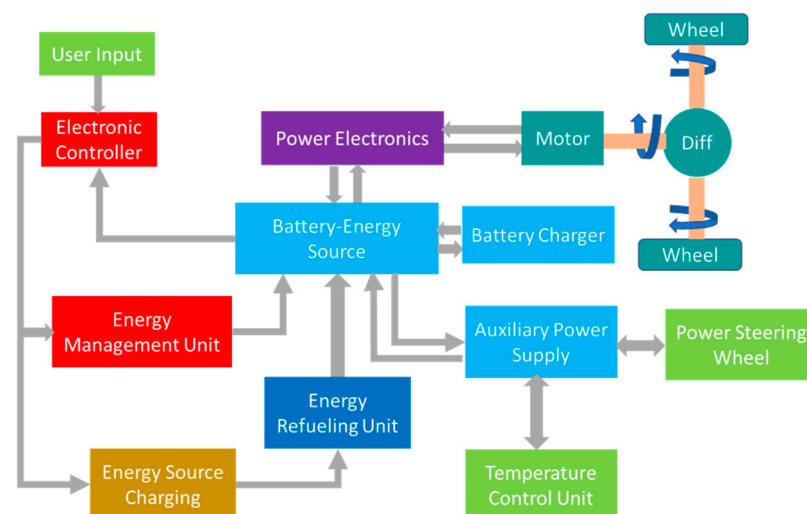 Wheel
User Input
Electronic
Controller
Power Electronics
Motor
Diff
Battery-Energy
Source
Battery Charger
Wheel
Energy
Management Unit
Auxiliary Power
Supply
Power Steering
Wheel
Energy
Refueling Unit
Energy Source
Charging
Temperature
Control Unit